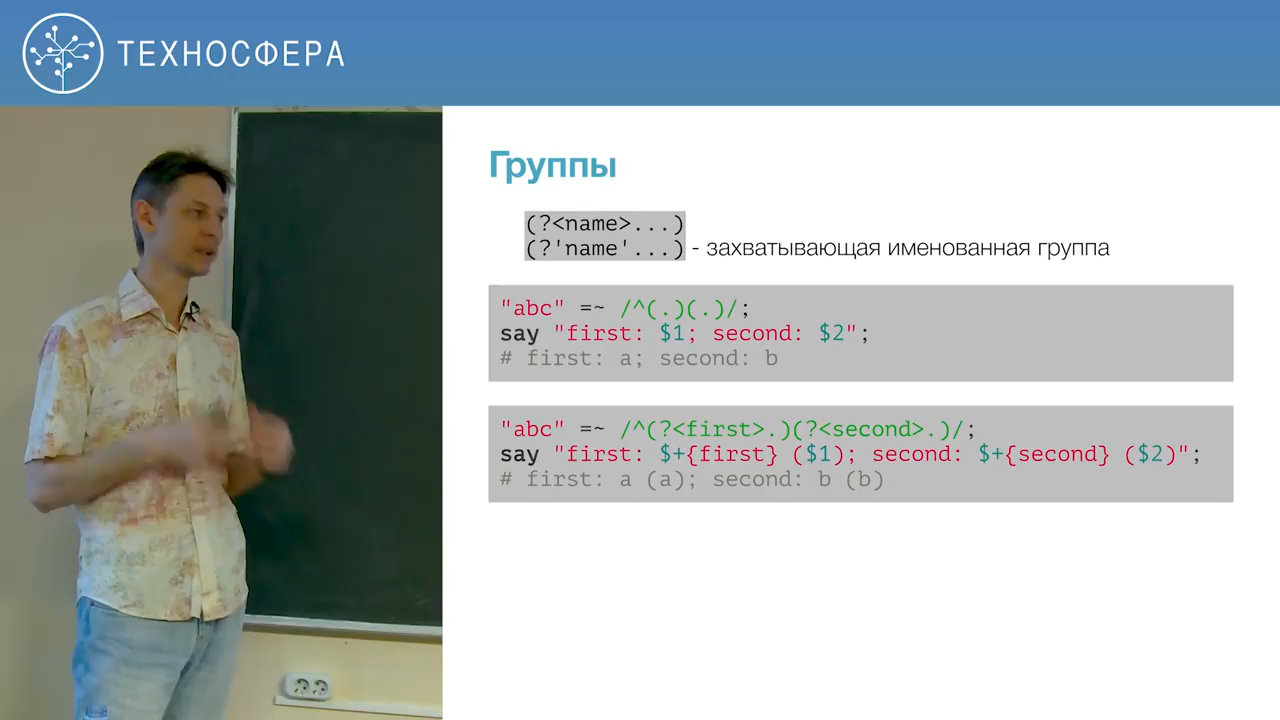 ТЕХНОСФЕРА
Группы
(?<name>...)
(?'name'...) - захватывающая именованная группа
"abc" =~ /^(.)(.)/;
say "first: $1; second: $2";
# first: a; second: b
"abc" =~ /^(?<first>.)(?<second>.)/;
say "first: $+{first} ($1); second: $+{second} ($2)";
# first: a (a); second: b (b)